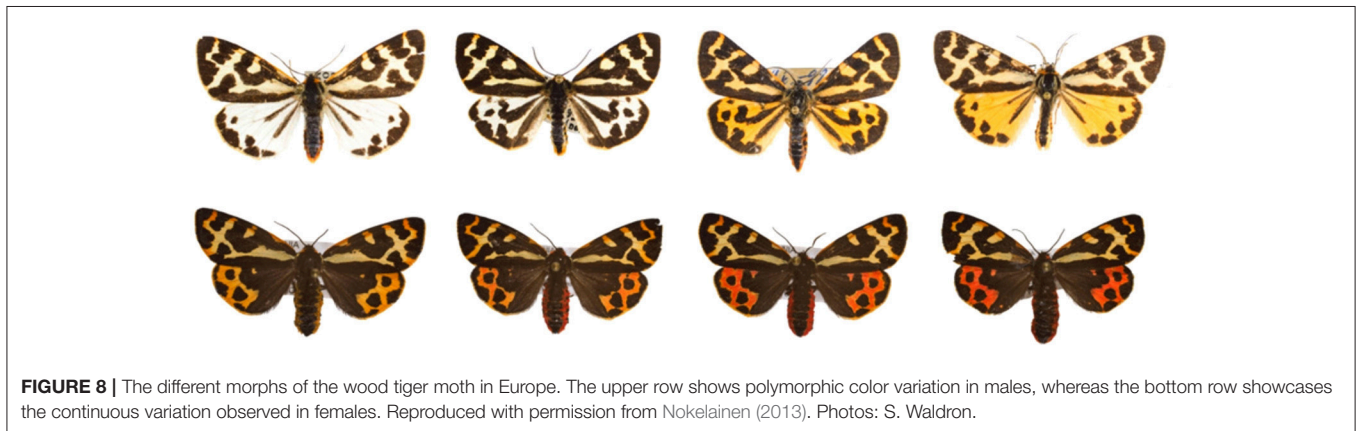 FIGURE 8 | The different morphs of the wood tiger moth in Europe. The upper row shows polymorphic color variation in males, whereas the bottom row showcases
the continuous variation observed in females. Reproduced with permission from Nokelainen (2013). Photos: S. Waldron.